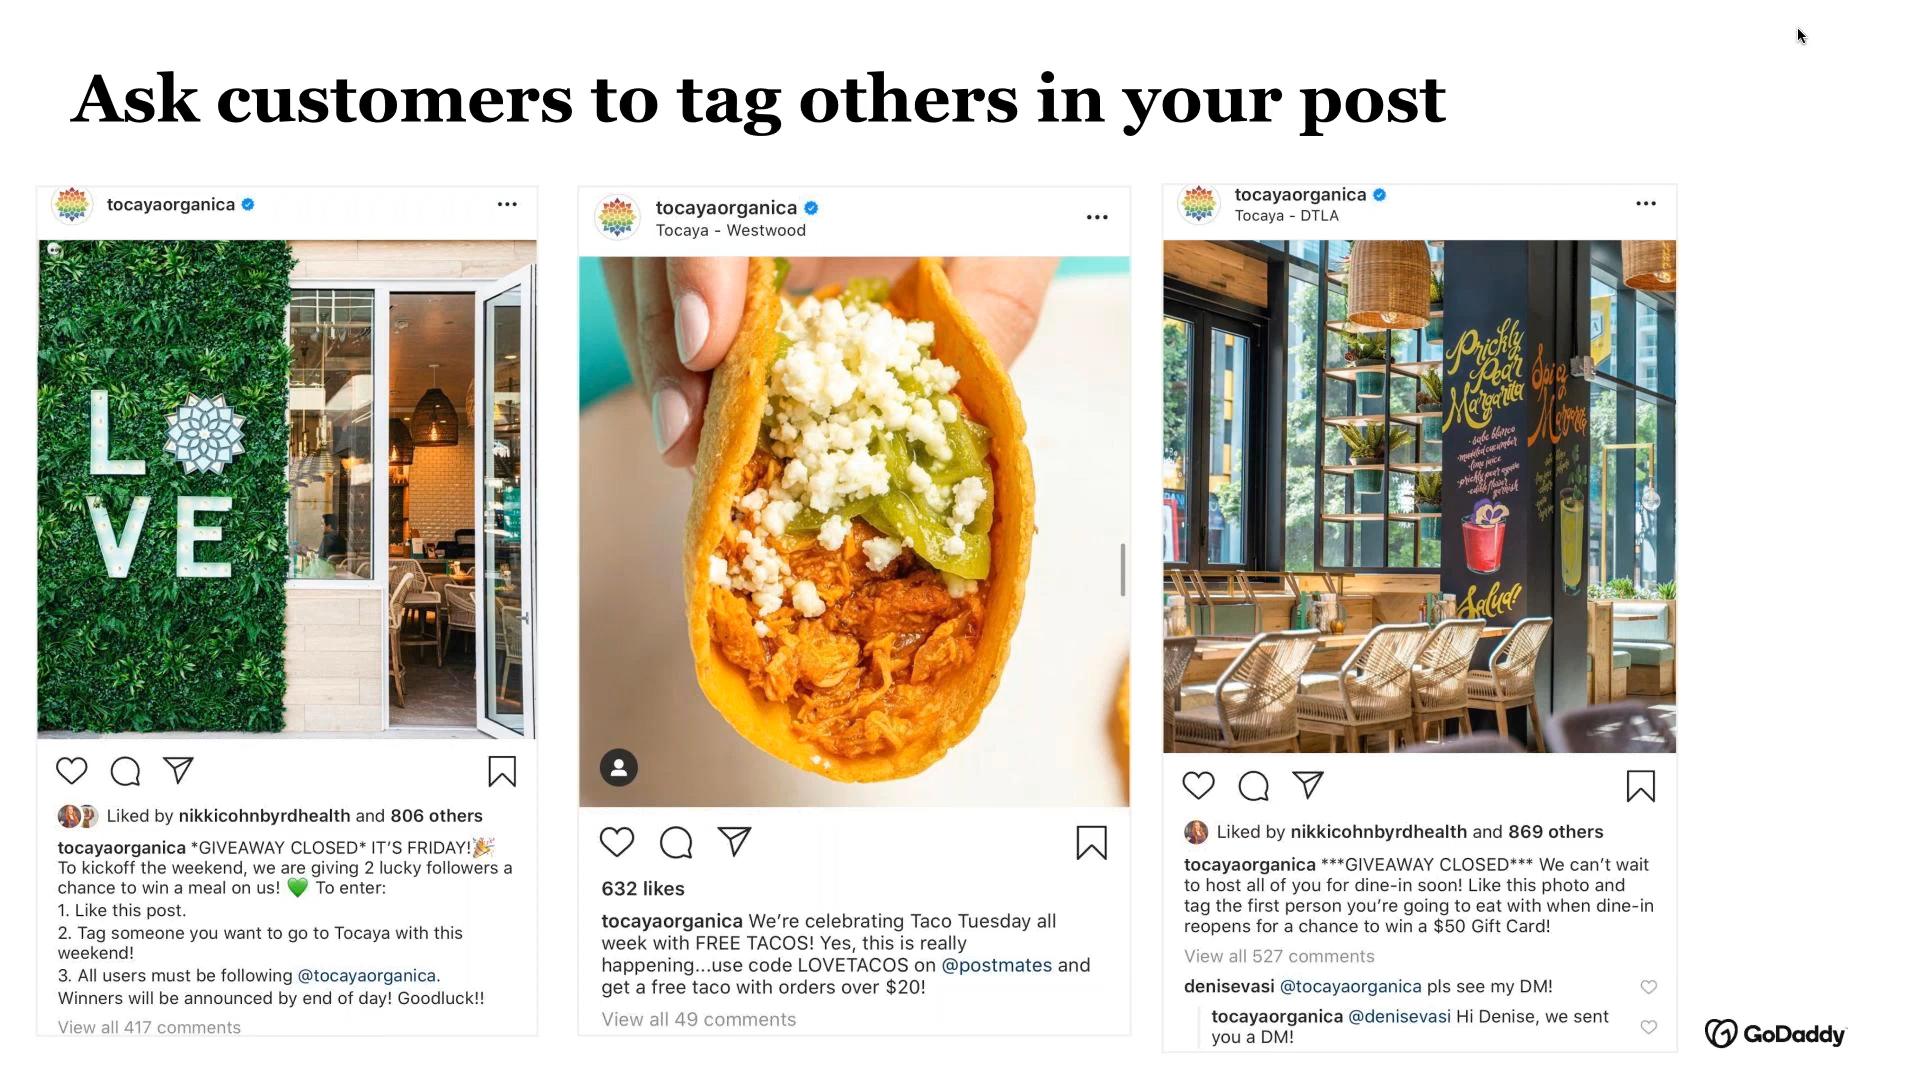 Ask customers to tag others in your post
tocayaorganica
LOVE
Liked by nikkicohnbyrdhealth and 806 others
tocayaorganica *GIVEAWAY CLOSED* IT’S FRIDAY!🎉
To kickoff the weekend, we are giving 2 lucky followers a
chance to win a meal on us! 💚 To enter:
1. Like this post.
2. Tag someone you want to go to Tocaya with this
weekend!
3. All users must be following @tocayaorganica.
Winners will be announced by end of day! Goodluck!!
View all 417 comments
tocayaorganica
Tocaya - Westwood
632 likes
tocayaorganica We’re celebrating Taco Tuesday all
week with FREE TACOS! Yes, this is really
happening...use code LOVETACOS on @postmates and
get a free taco with orders over $20!
View all 49 comments
tocayaorganica
Tocaya - DTLA
Prickly
Pear
Margarita
lime juice
garnish
Salud!
Spicy
Liked by nikkicohnbyrdhealth and 869 others
tocayaorganica ***GIVEAWAY CLOSED*** We can’t wait
to host all of you for dine-in soon! Like this photo and
tag the first person you’re going to eat with when dine-in
reopens for a chance to win a $50 Gift Card!
View all 527 comments
denisevasi @tocayaorganica pls see my DM!
tocayaorganica @denisevasi Hi Denise, we sent
you a DM!
GoDaddy